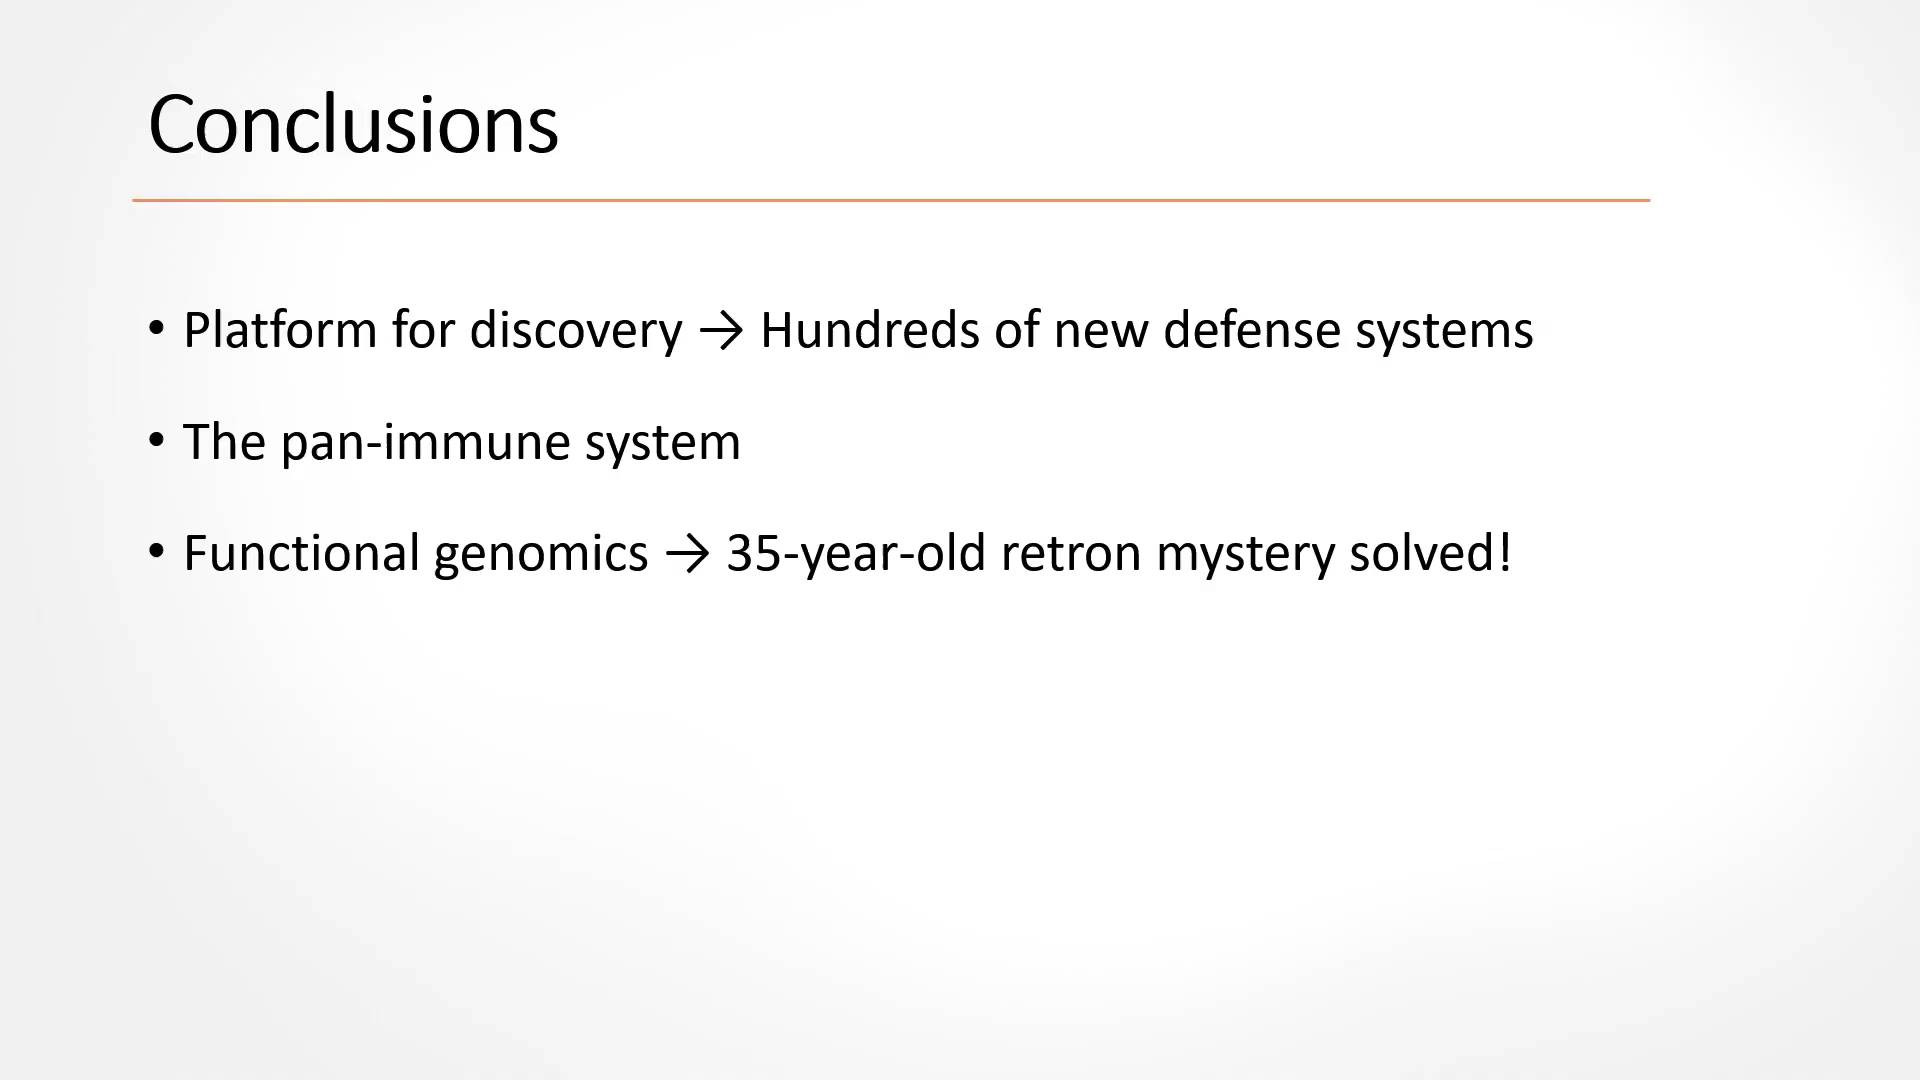 Conclusions
• Platform for discovery → Hundreds of new defense systems
• The pan-immune system
• Functional genomics → 35-year-old retron mystery solved!